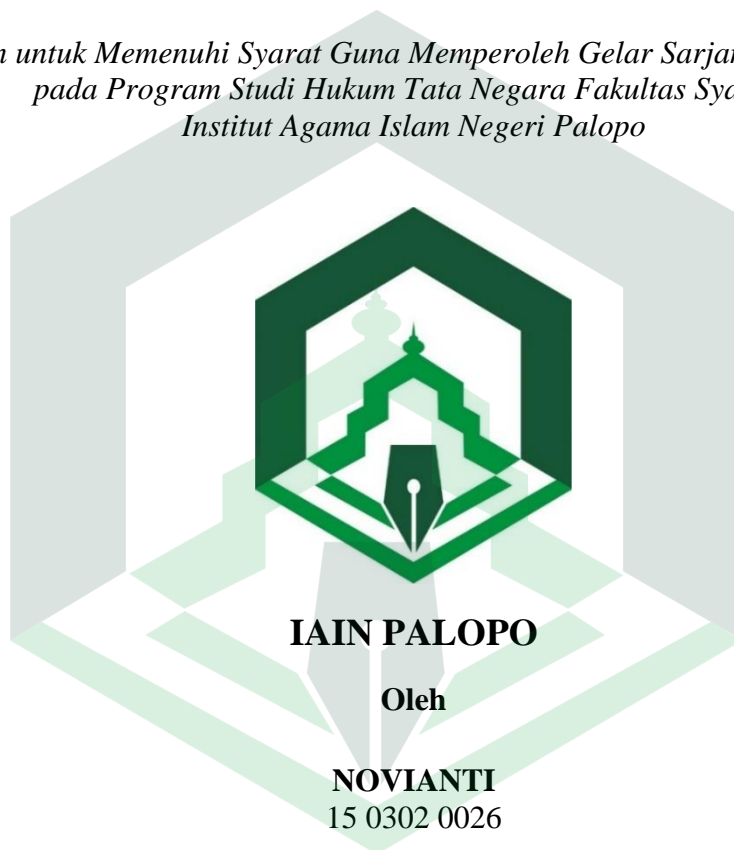 untuk Memenuhi Syarat Guna Memperoleh Gelar
pada Program Studi Hukum Tata Negara Fakultas
Institut Agama Islam Negeri Palopo
IAIN PALOPO
Oleh
NOVIANTI
15 0302 0026